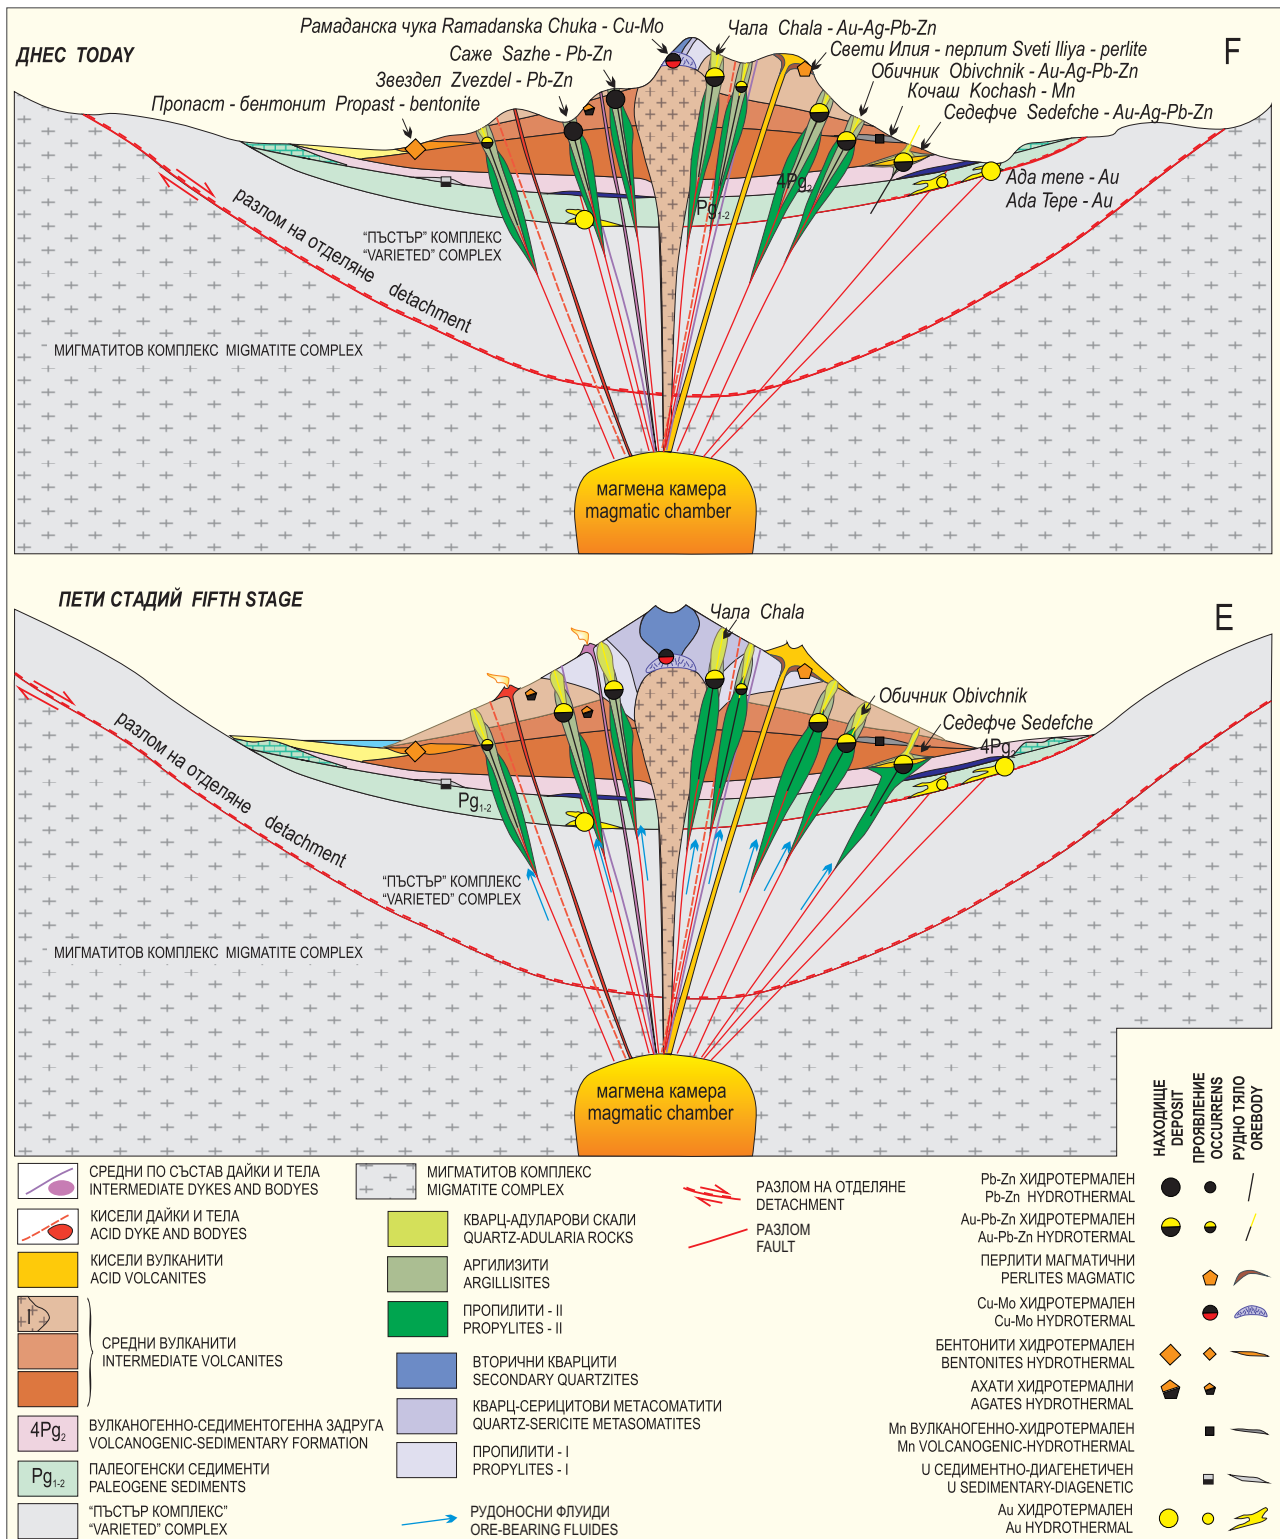 ДНЕС TODAY
F
Рамаданска чука Ramadanska Chuka - Cu-Mo
Саже Sazhe - Pb-Zn
Звездел Zvezdel - Pb-Zn
Пропаст - бентонит Propast - bentonite
Чала Chala - Au-Ag-Pb-Zn
Свети Илия - перлит Sveti Iliya - perlite
Обичник Obivchnik - Au-Ag-Pb-Zn
Кочаш Kochash - Mn
Седефче Sedefche - Au-Ag-Pb-Zn
Ада тепе - Au
Ada Tepe - Au
4Pg2
Pg1-2
разлом на отделяне detachment
"ПЪСТЪР" КОМПЛЕКС
"VARIETED" COMPLEX
МИГМАТИТОВ КОМПЛЕКС MIGMATITE COMPLEX
магмена камера
magmatic chamber
ПЕТИ СТАДИЙ FIFTH STAGE
E
Чала Chala
Обичник Obivchnik
Седефче Sedefche
4Pg2
Pg1-2
разлом на отделяне detachment
"ПЪСТЪР" КОМПЛЕКС
"VARIETED" COMPLEX
МИГМАТИТОВ КОМПЛЕКС MIGMATITE COMPLEX
магмена камера
magmatic chamber
СРЕДНИ ПО СЪСТАВ ДАЙКИ И ТЕЛА
INTERMEDIATE DYKES AND BODYES
КИСЕЛИ ДАЙКИ И ТЕЛА
ACID DYKE AND BODYES
КИСЕЛИ ВУЛКАНИТИ
ACID VOLCANITES
I
СРЕДНИ ВУЛКАНИТИ
INTERMEDIATE VOLCANITES
4Pg2
ВУЛКАНОГЕННО-СЕДИМЕНТОГЕННА ЗАДРУГА
VOLCANOGENIC-SEDIMENTARY FORMATION
Pg1-2
ПАЛЕОГЕНСКИ СЕДИМЕНТИ
PALEOGENE SEDIMENTS
"ПЪСТЪР КОМПЛЕКС"
"VARIETED" COMPLEX
МИГМАТИТОВ КОМПЛЕКС
MIGMATITE COMPLEX
КВАРЦ-АДУЛАРОВИ СКАЛИ
QUARTZ-ADULARIA ROCKS
АРГИЛИЗИТИ
ARGILLISITES
ПРОПИЛИТИ - II
PROPYLITES - II
ВТОРИЧНИ КВАРЦИТИ
SECONDARY QUARTZITES
КВАРЦ-СЕРИЦИТОВИ МЕТАСОМАТИТИ
QUARTZ-SERICITE METASOMATITES
ПРОПИЛИТИ - I
PROPYLITES - I
РУДОНОСНИ ФЛУИДИ
ORE-BEARING FLUIDES
РАЗЛОМ НА ОТДЕЛЯНЕ
DETACHMENT
РАЗЛОМ
FAULT
НАХОДИЩЕ
DEPOSIT
ПРОЯВЛЕНИЕ
OCCURRENS
РУДНО ТЯЛО
OREBODY
Pb-Zn ХИДРОТЕРМАЛЕН
Pb-Zn HYDROTHERMAL
Au-Pb-Zn ХИДРОТЕРМАЛЕН
Au-Pb-Zn HYDROTERMAL
ПЕРЛИТИ МАГМАТИЧНИ
PERLITES MAGMATIC
Cu-Mo ХИДРОТЕРМАЛЕН
Cu-Mo HYDROTERMAL
БЕНТОНИТИ ХИДРОТЕРМАЛЕН
BENTONITES HYDROTHERMAL
АХАТИ ХИДРОТЕРМАЛНИ
AGATES HYDROTHERMAL
Mn ВУЛКАНОГЕННО-ХИДРОТЕРМАЛЕН
Mn VOLCANOGENIC-HYDROTHERMAL
U СЕДИМЕНТНО-ДИАГЕНЕТИЧЕН
U SEDIMENTARY-DIAGENETIC
Au ХИДРОТЕРМАЛЕН
Au HYDROTHERMAL